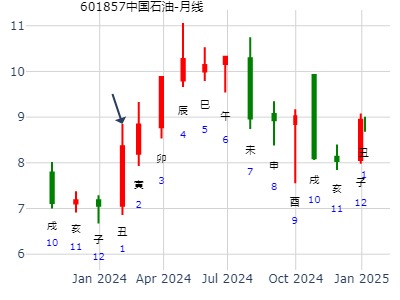 601857中国石油-月线
11
10
9
8
7
6
戌
10
亥
11
子
12
丑
1
寅
2
卯
3
辰
4
巳
5
午
6
未
7
申
8
酉
9
戌
10
亥
11
子
12
丑
1
Jan 2024
Apr 2024
Jul 2024
Oct 2024
Jan 2025